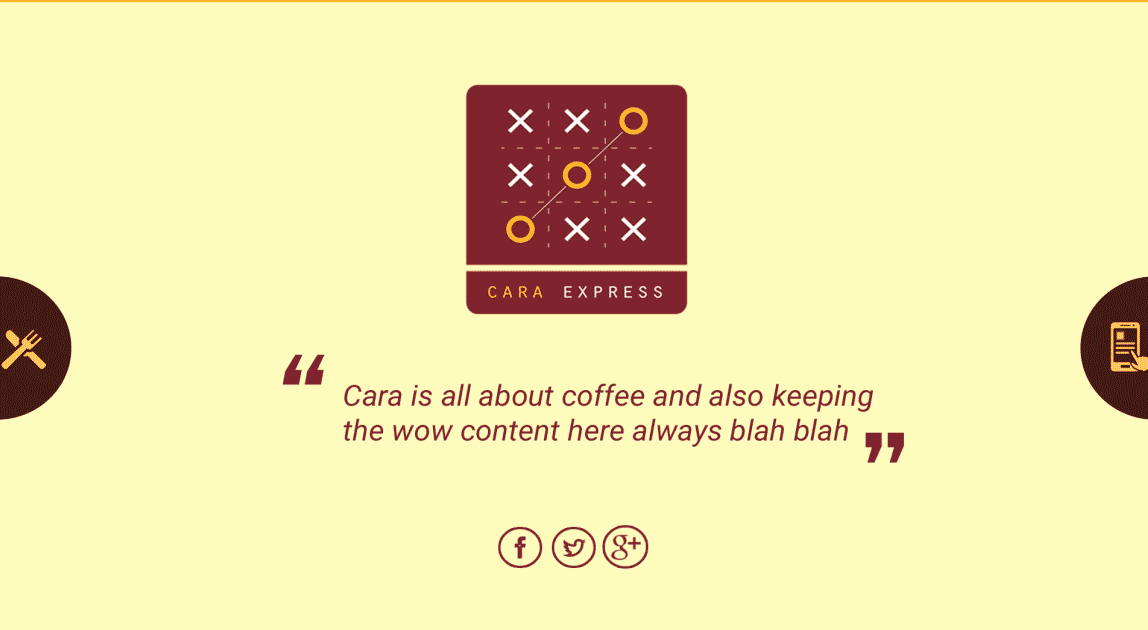 CARA EXPRESS
“ Cara is all about coffee and also keeping
the wow content here always blah blah ”